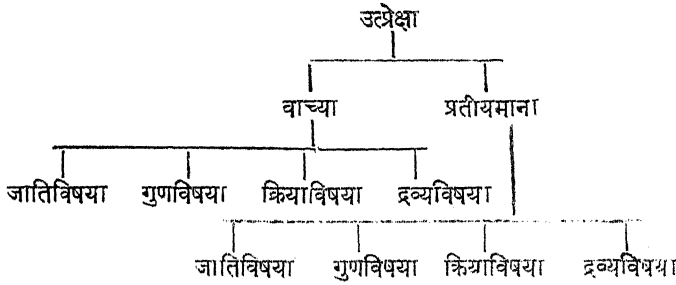 उत्प्रेक्षा
वाच्या प्रतीयमाना
जातिविषया गुणविषया क्रियाविषया द्रव्यविषया
जातिविषया गुणविषया क्रियाविषया द्रव्यविषया